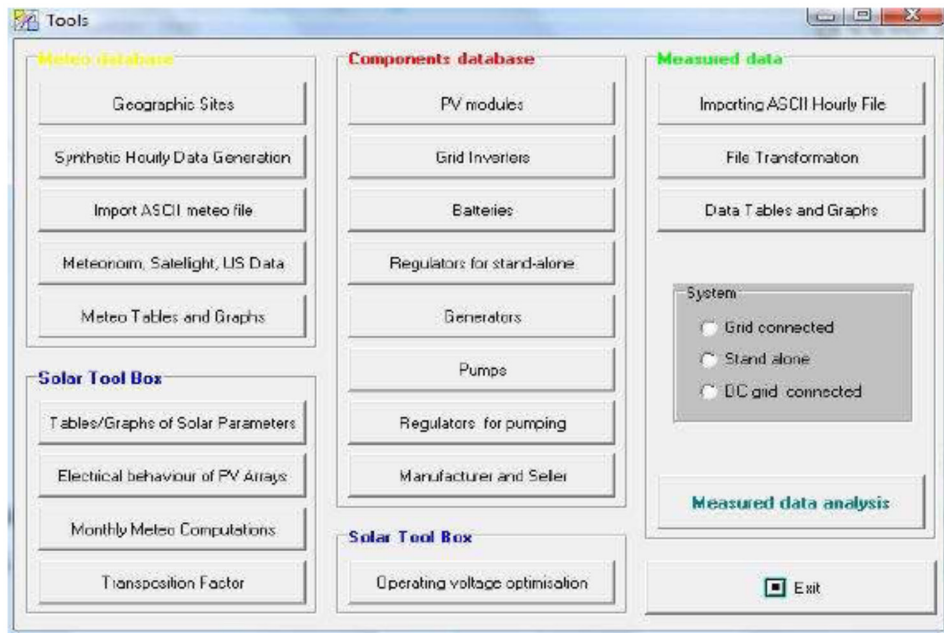 Tools
Meteo database
Geographic Sites
Synthetic Hourly Data Generation
Import ASCII meteo file
Meteonorm, Satellight, US Data
Meteo Tables and Graphs
Solar Tool Box
Tables/Graphs of Solar Parameters
Electrical behaviour of PV Arrays
Monthly Meteo Computations
Transposition Factor
Components database
PV modules
Grid Inverters
Batteries
Regulators for stand-alone
Generators
Pumps
Regulators for pumping
Manufacturer and Seller
Solar Tool Box
Operating voltage optimisation
Measured data
Importing ASCII Hourly File
File Transformation
Data Tables and Graphs
System
Grid connected
Stand alone
DC grid connected
Measured data analysis
Exit